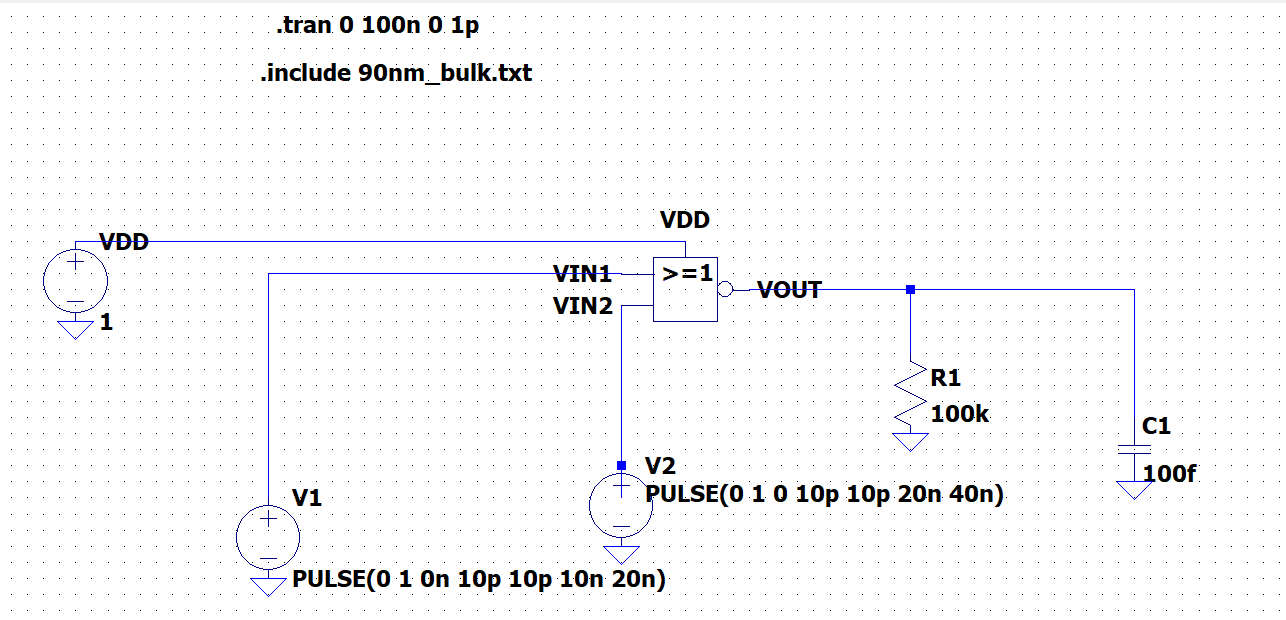 .tran 0 100n 0 1p
.include 90nm_bulk.txt
VDD
VDD
VIN1
>=1
VIN2
VOUT
1
R1
100k
C1
V2
100f
PULSE(0 1 0 10p 10p 20n 40n)
V1
PULSE(0 1 0n 10p 10p 10n 20n)